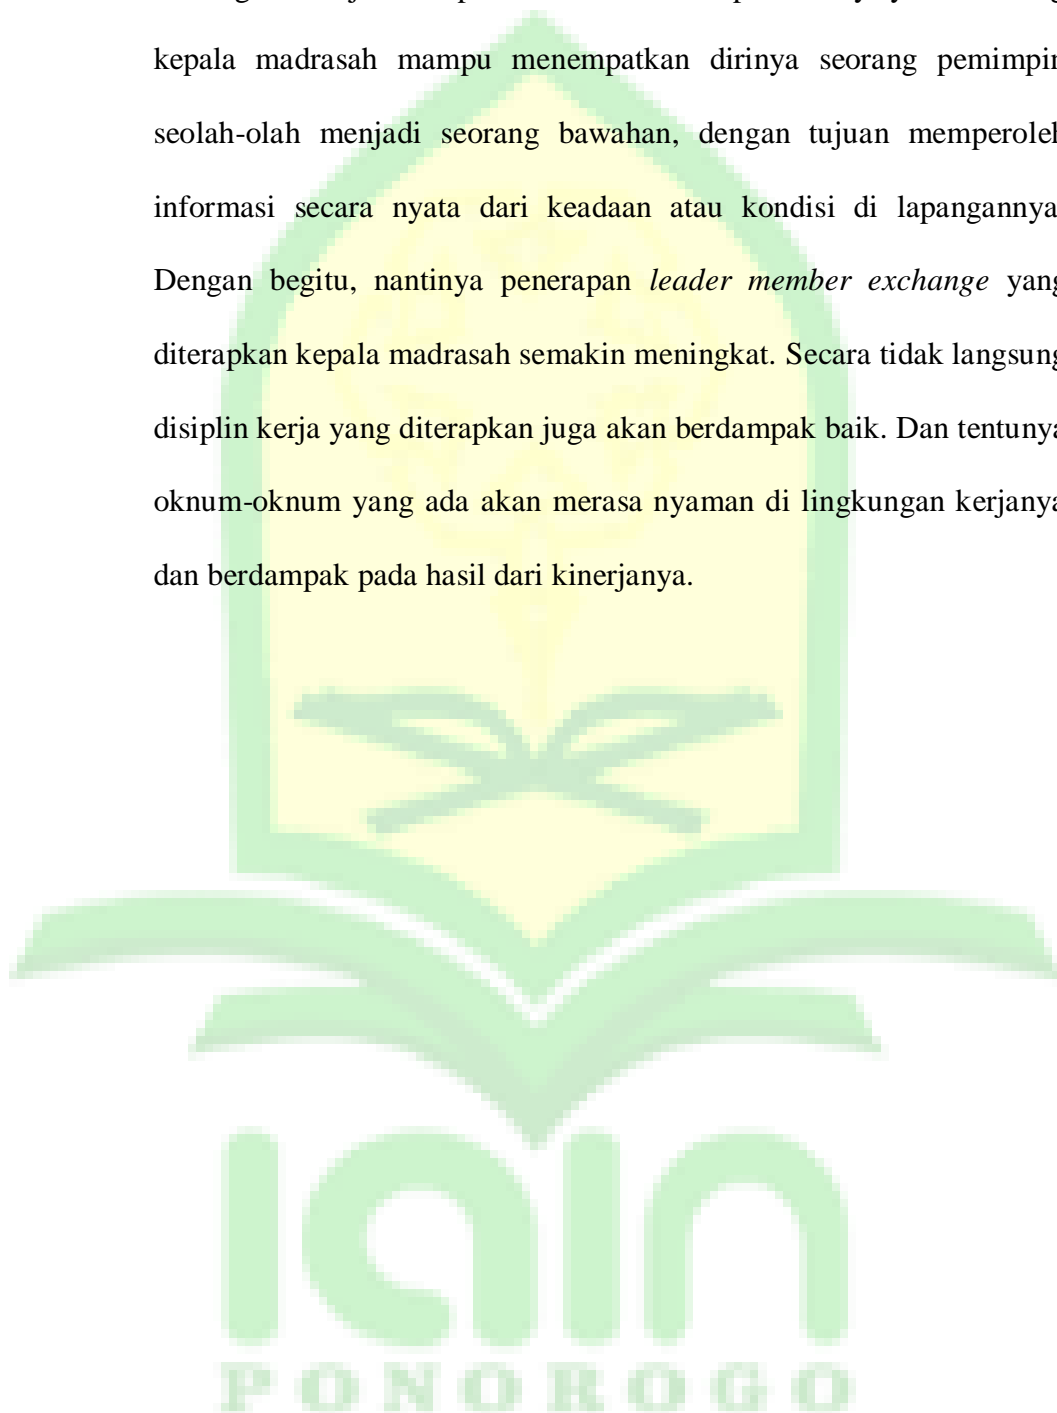 kepala madrasah mampu menempatkan dirinya seorang pemimpin
seolah-olah menjadi seorang bawahan, dengan tujuan memperoleh
informasi secara nyata dari keadaan atau kondisi di lapangannya
Dengan begitu, nantinya penerapan leader member exchange yang
diterapkan kepala madrasah semakin meningkat. Secara tidak langsung
disiplin kerja yang diterapkan juga akan berdampak baik. Dan tentunya
oknum-oknum yang ada akan merasa nyaman di lingkungan kerjanya
dan berdampak pada hasil dari kinerjanya.
iain
PONOROGO